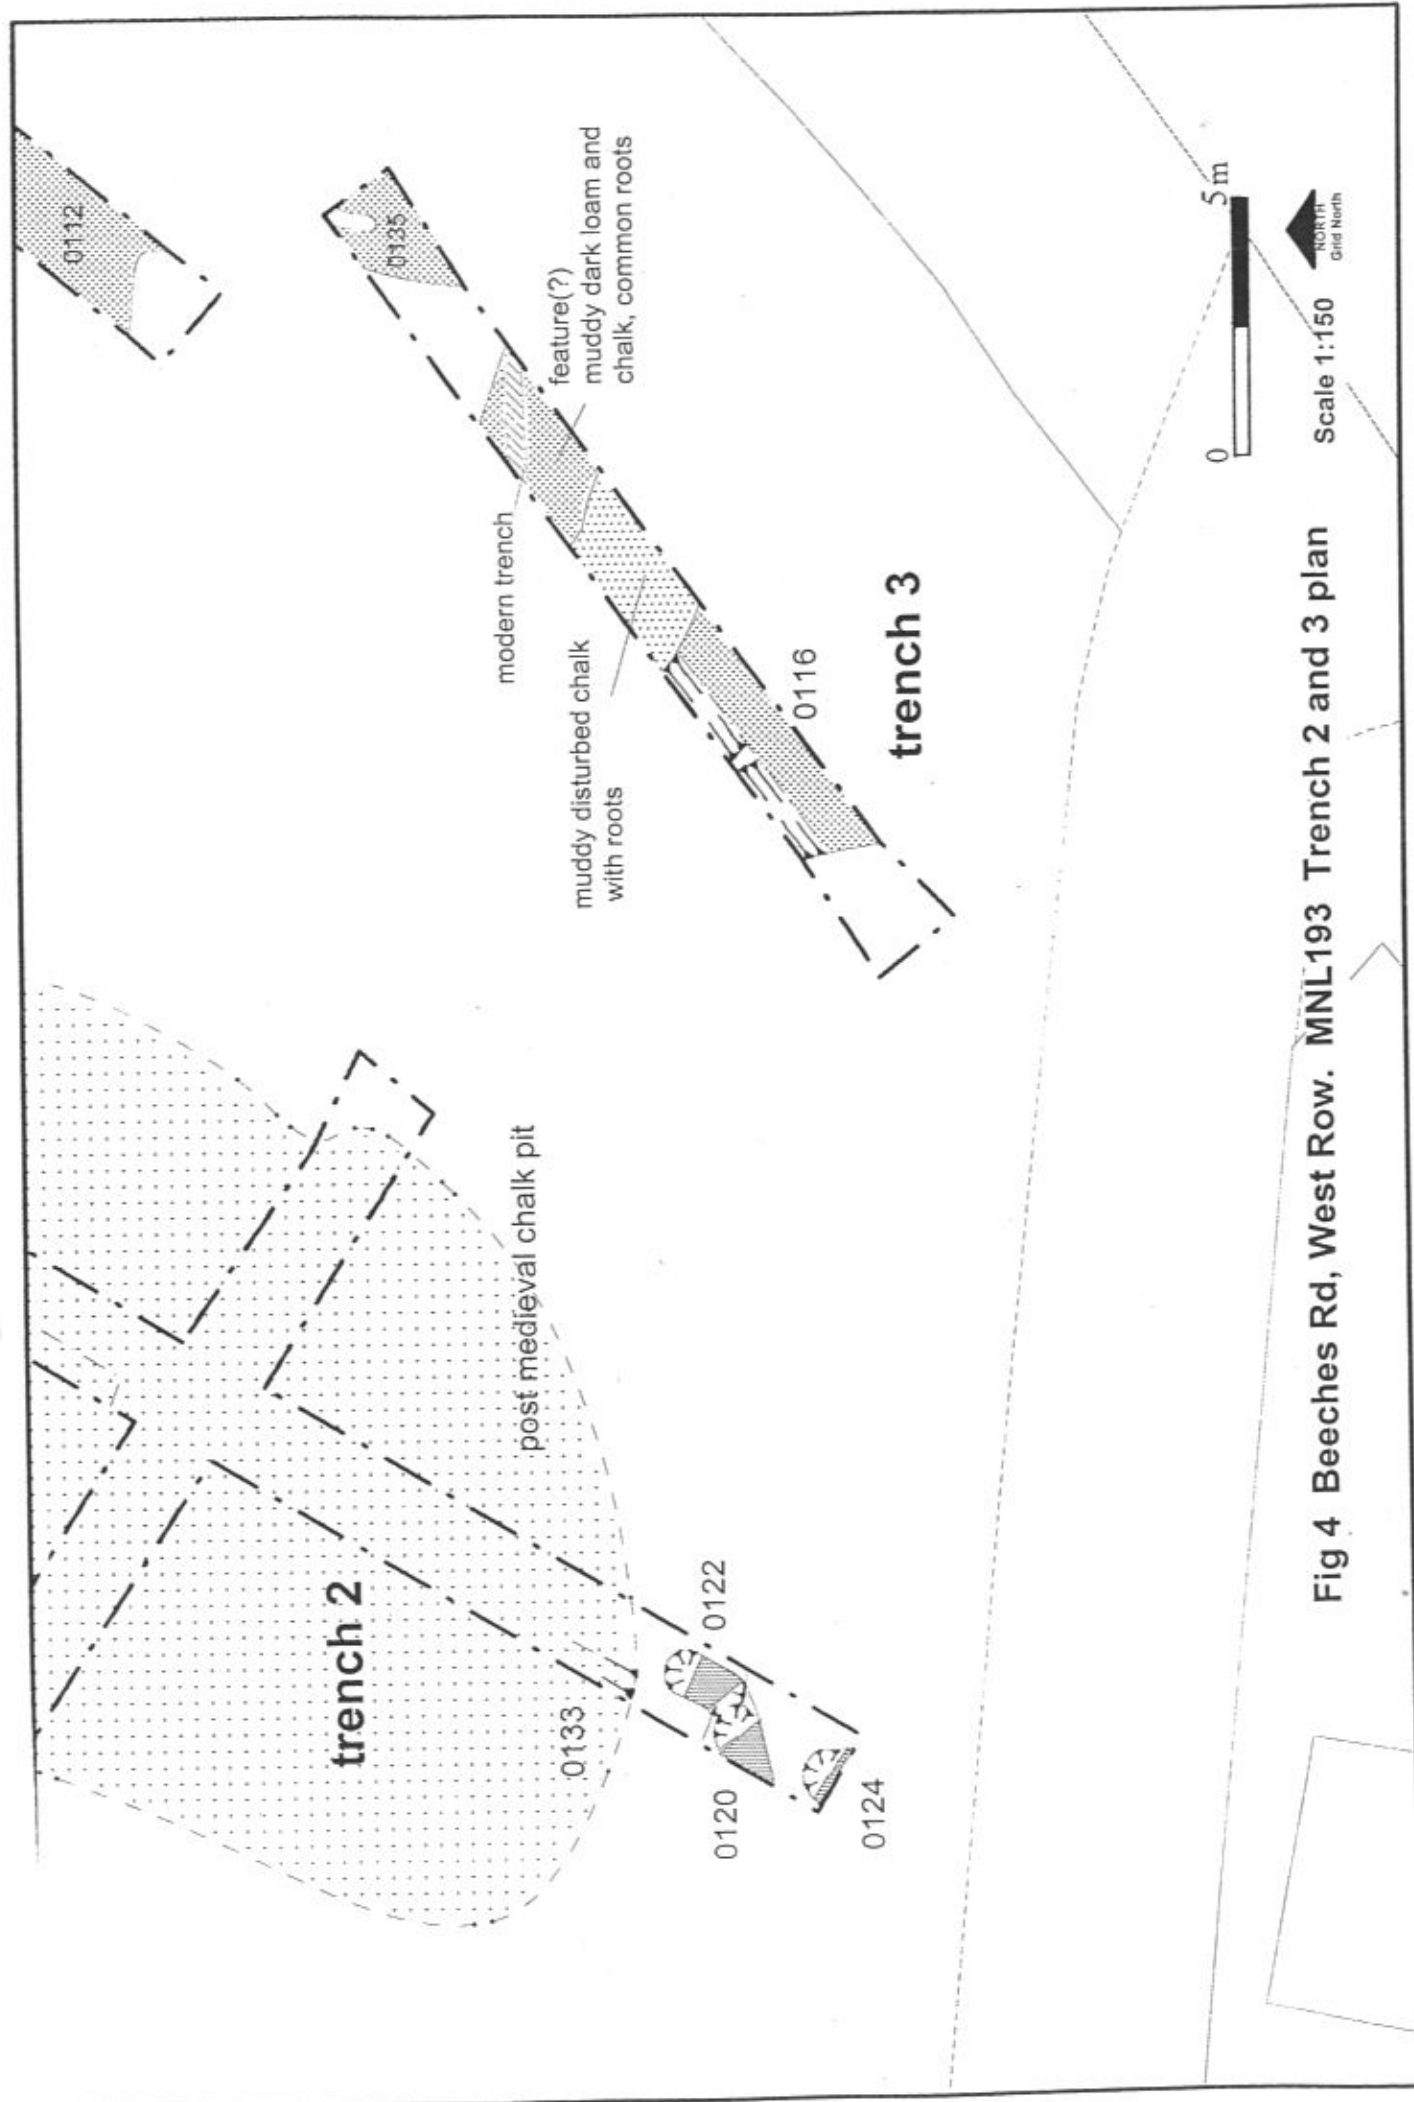 0112
0135
feature(?)
muddy dark loam and
chalk, common roots
modern trench
muddy disturbed chalk
with roots
0116
trench 3
post medieval chalk pit
trench 2
0133
0122
0120
0124
0
5m
NORTH
Grid North
Fig 4 Beeches Rd, West Row. MNL193 Trench 2 and 3 plan
Scale 1:150